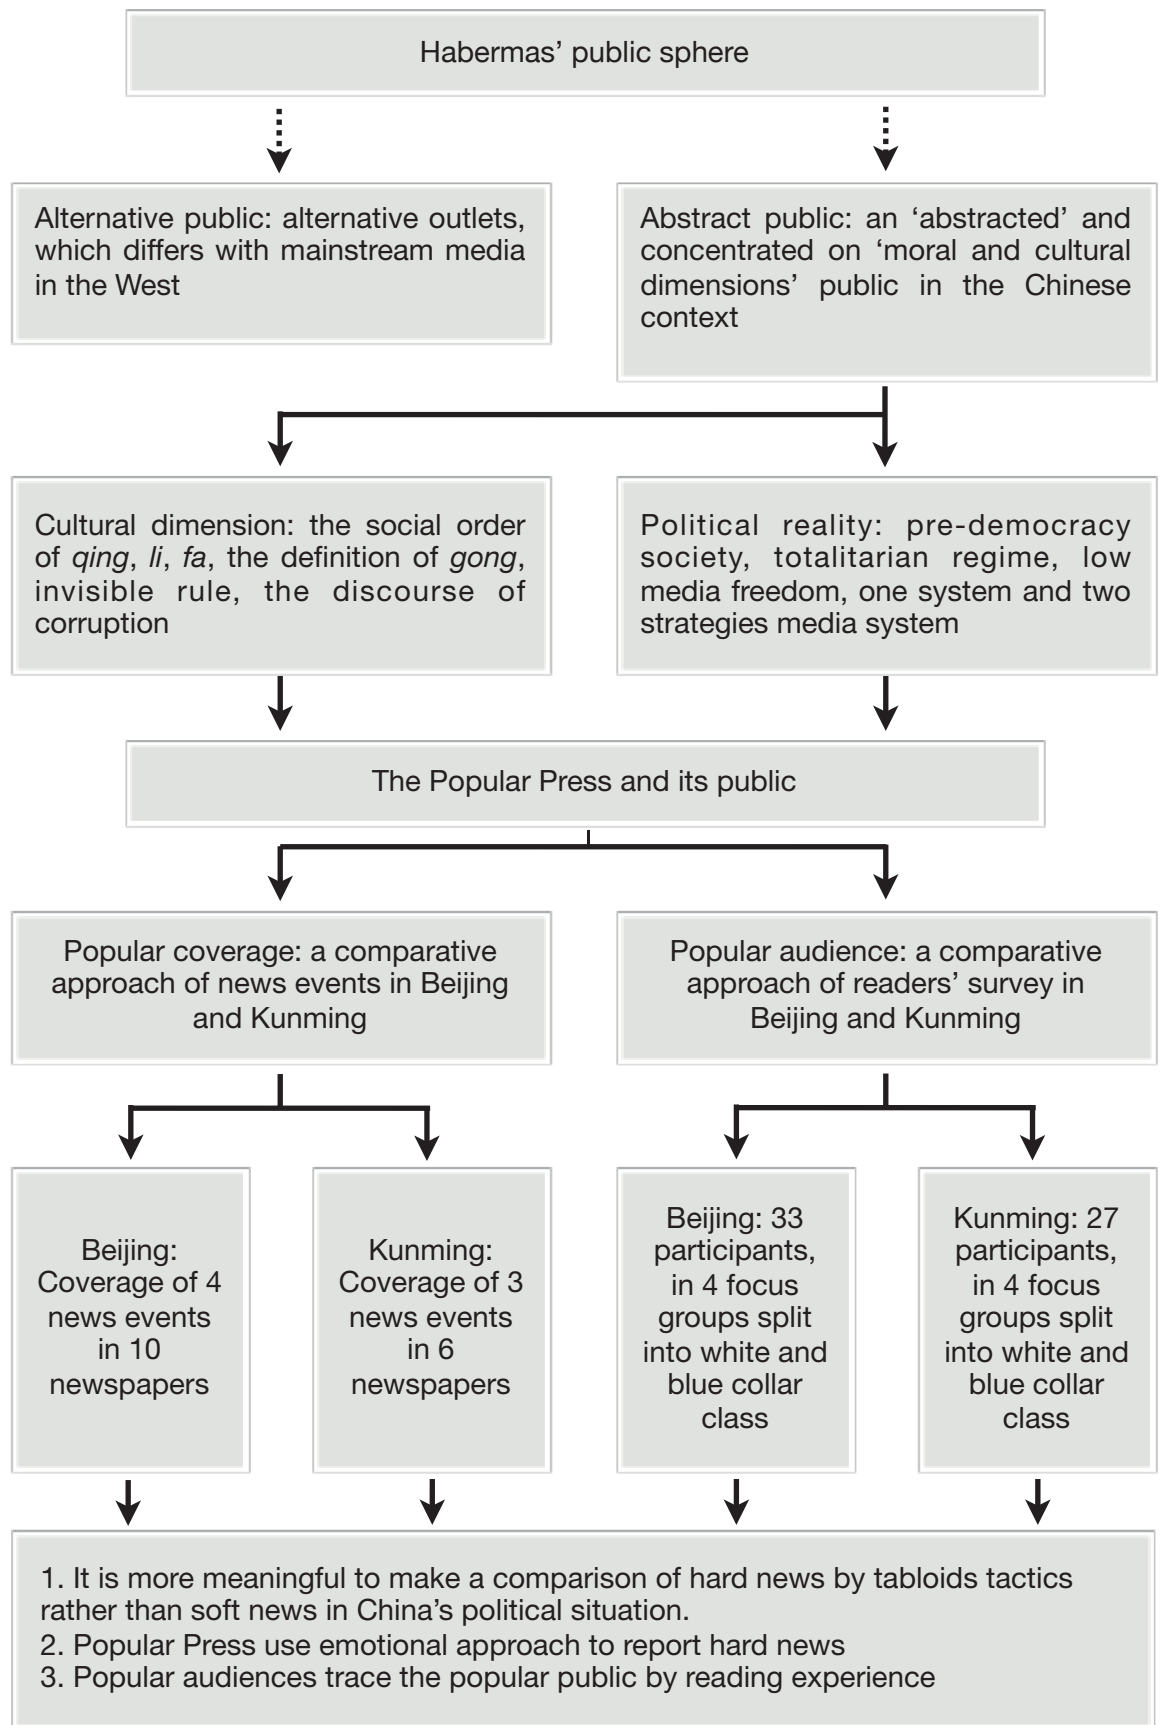 Habermas’ public sphere
Alternative public: alternative outlets,
which differs with mainstream media
in the West
Abstract public: an ‘abstracted’ and
concentrated on ‘moral and cultural
dimensions’ public in the Chinese
context
Cultural dimension: the social order
of qing, li, fa, the definition of gong,
invisible rule, the discourse of
corruption
Political reality: pre-democracy
society, totalitarian regime, low
media freedom, one system and two
strategies media system
The Popular Press and its public
Popular coverage: a comparative
approach of news events in Beijing
and Kunming
Popular audience: a comparative
approach of readers’ survey in
Beijing and Kunming
Beijing:
Coverage of 4
news events
in 10
newspapers
Kunming:
Coverage of 3
news events
in 6
newspapers
Beijing: 33
participants,
in 4 focus
groups split
into white and
blue collar
class
Kunming: 27
participants,
in 4 focus
groups split
into white and
blue collar
class
1. It is more meaningful to make a comparison of hard news by tabloids tactics
rather than soft news in China’s political situation.
2. Popular Press use emotional approach to report hard news
3. Popular audiences trace the popular public by reading experience